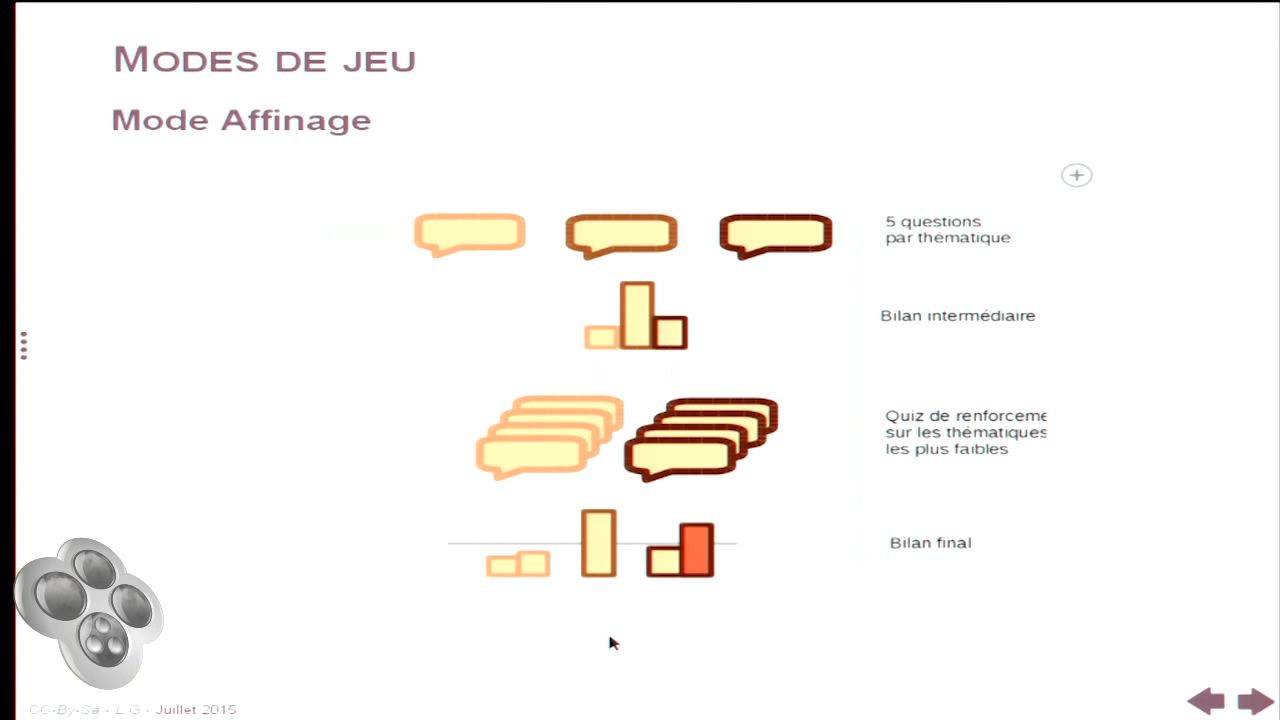 MODES DE JEU
Mode Affinage
5 questions
par thématique
Bilan intermédiaire
Quiz de renforceme
sur les thématiques
les plus faibles
Bilan final
CC-By-Sa - LG - Juillet 2015